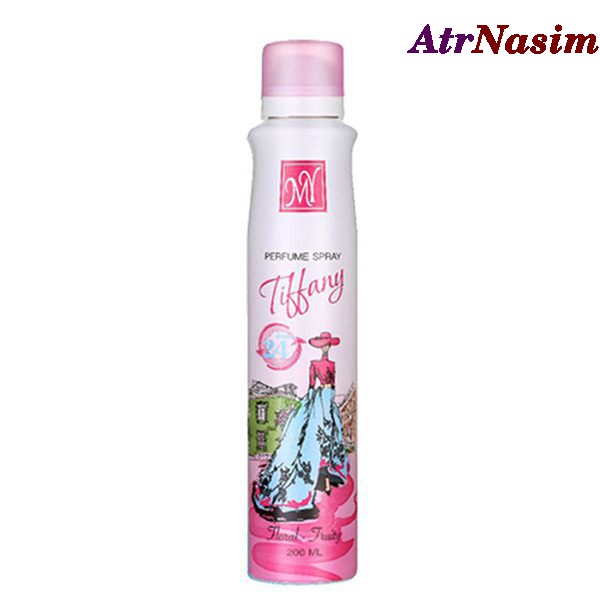 AtrNasim
MY
PERFUME SPRAY
Tiffany
24
Floral - Fruity
200 ML